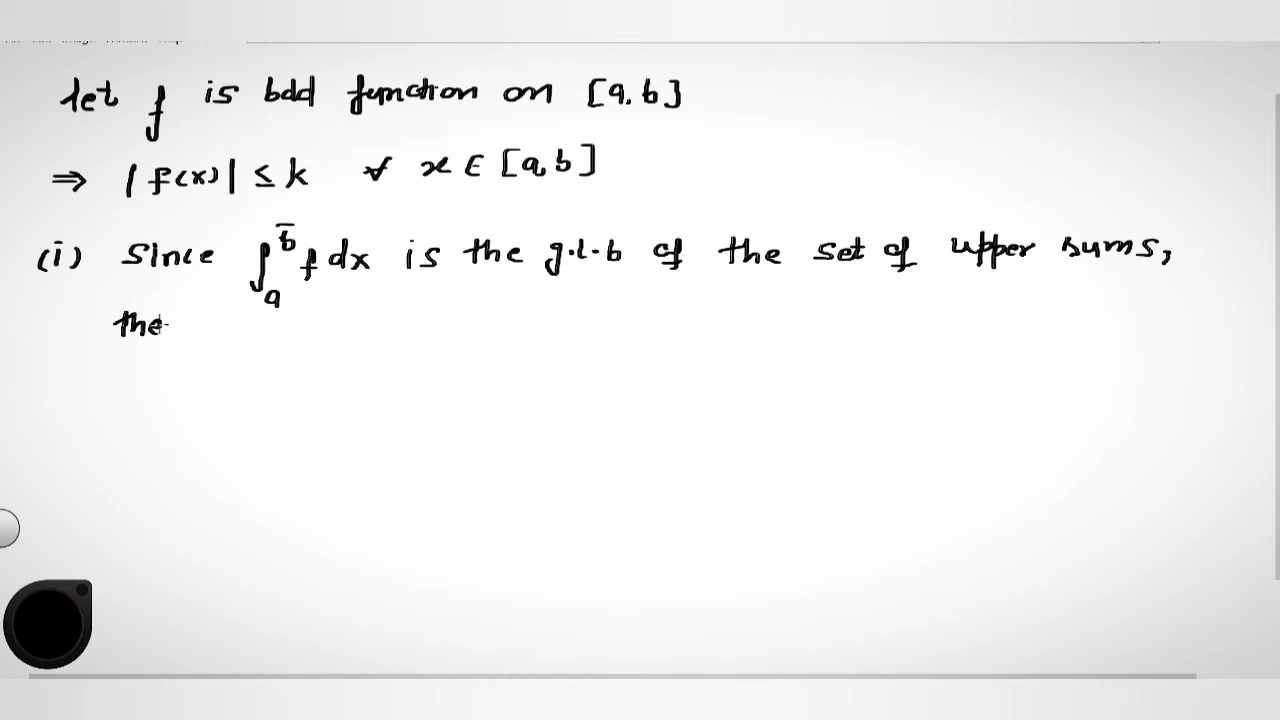 let f is bdd function on [a, b]
⇒ |f(x)| ≤ k ∀ x ∈ [a, b]
(i) Since ∫_a^{b̅} f dx is the g.l.b of the set of upper sums,
the